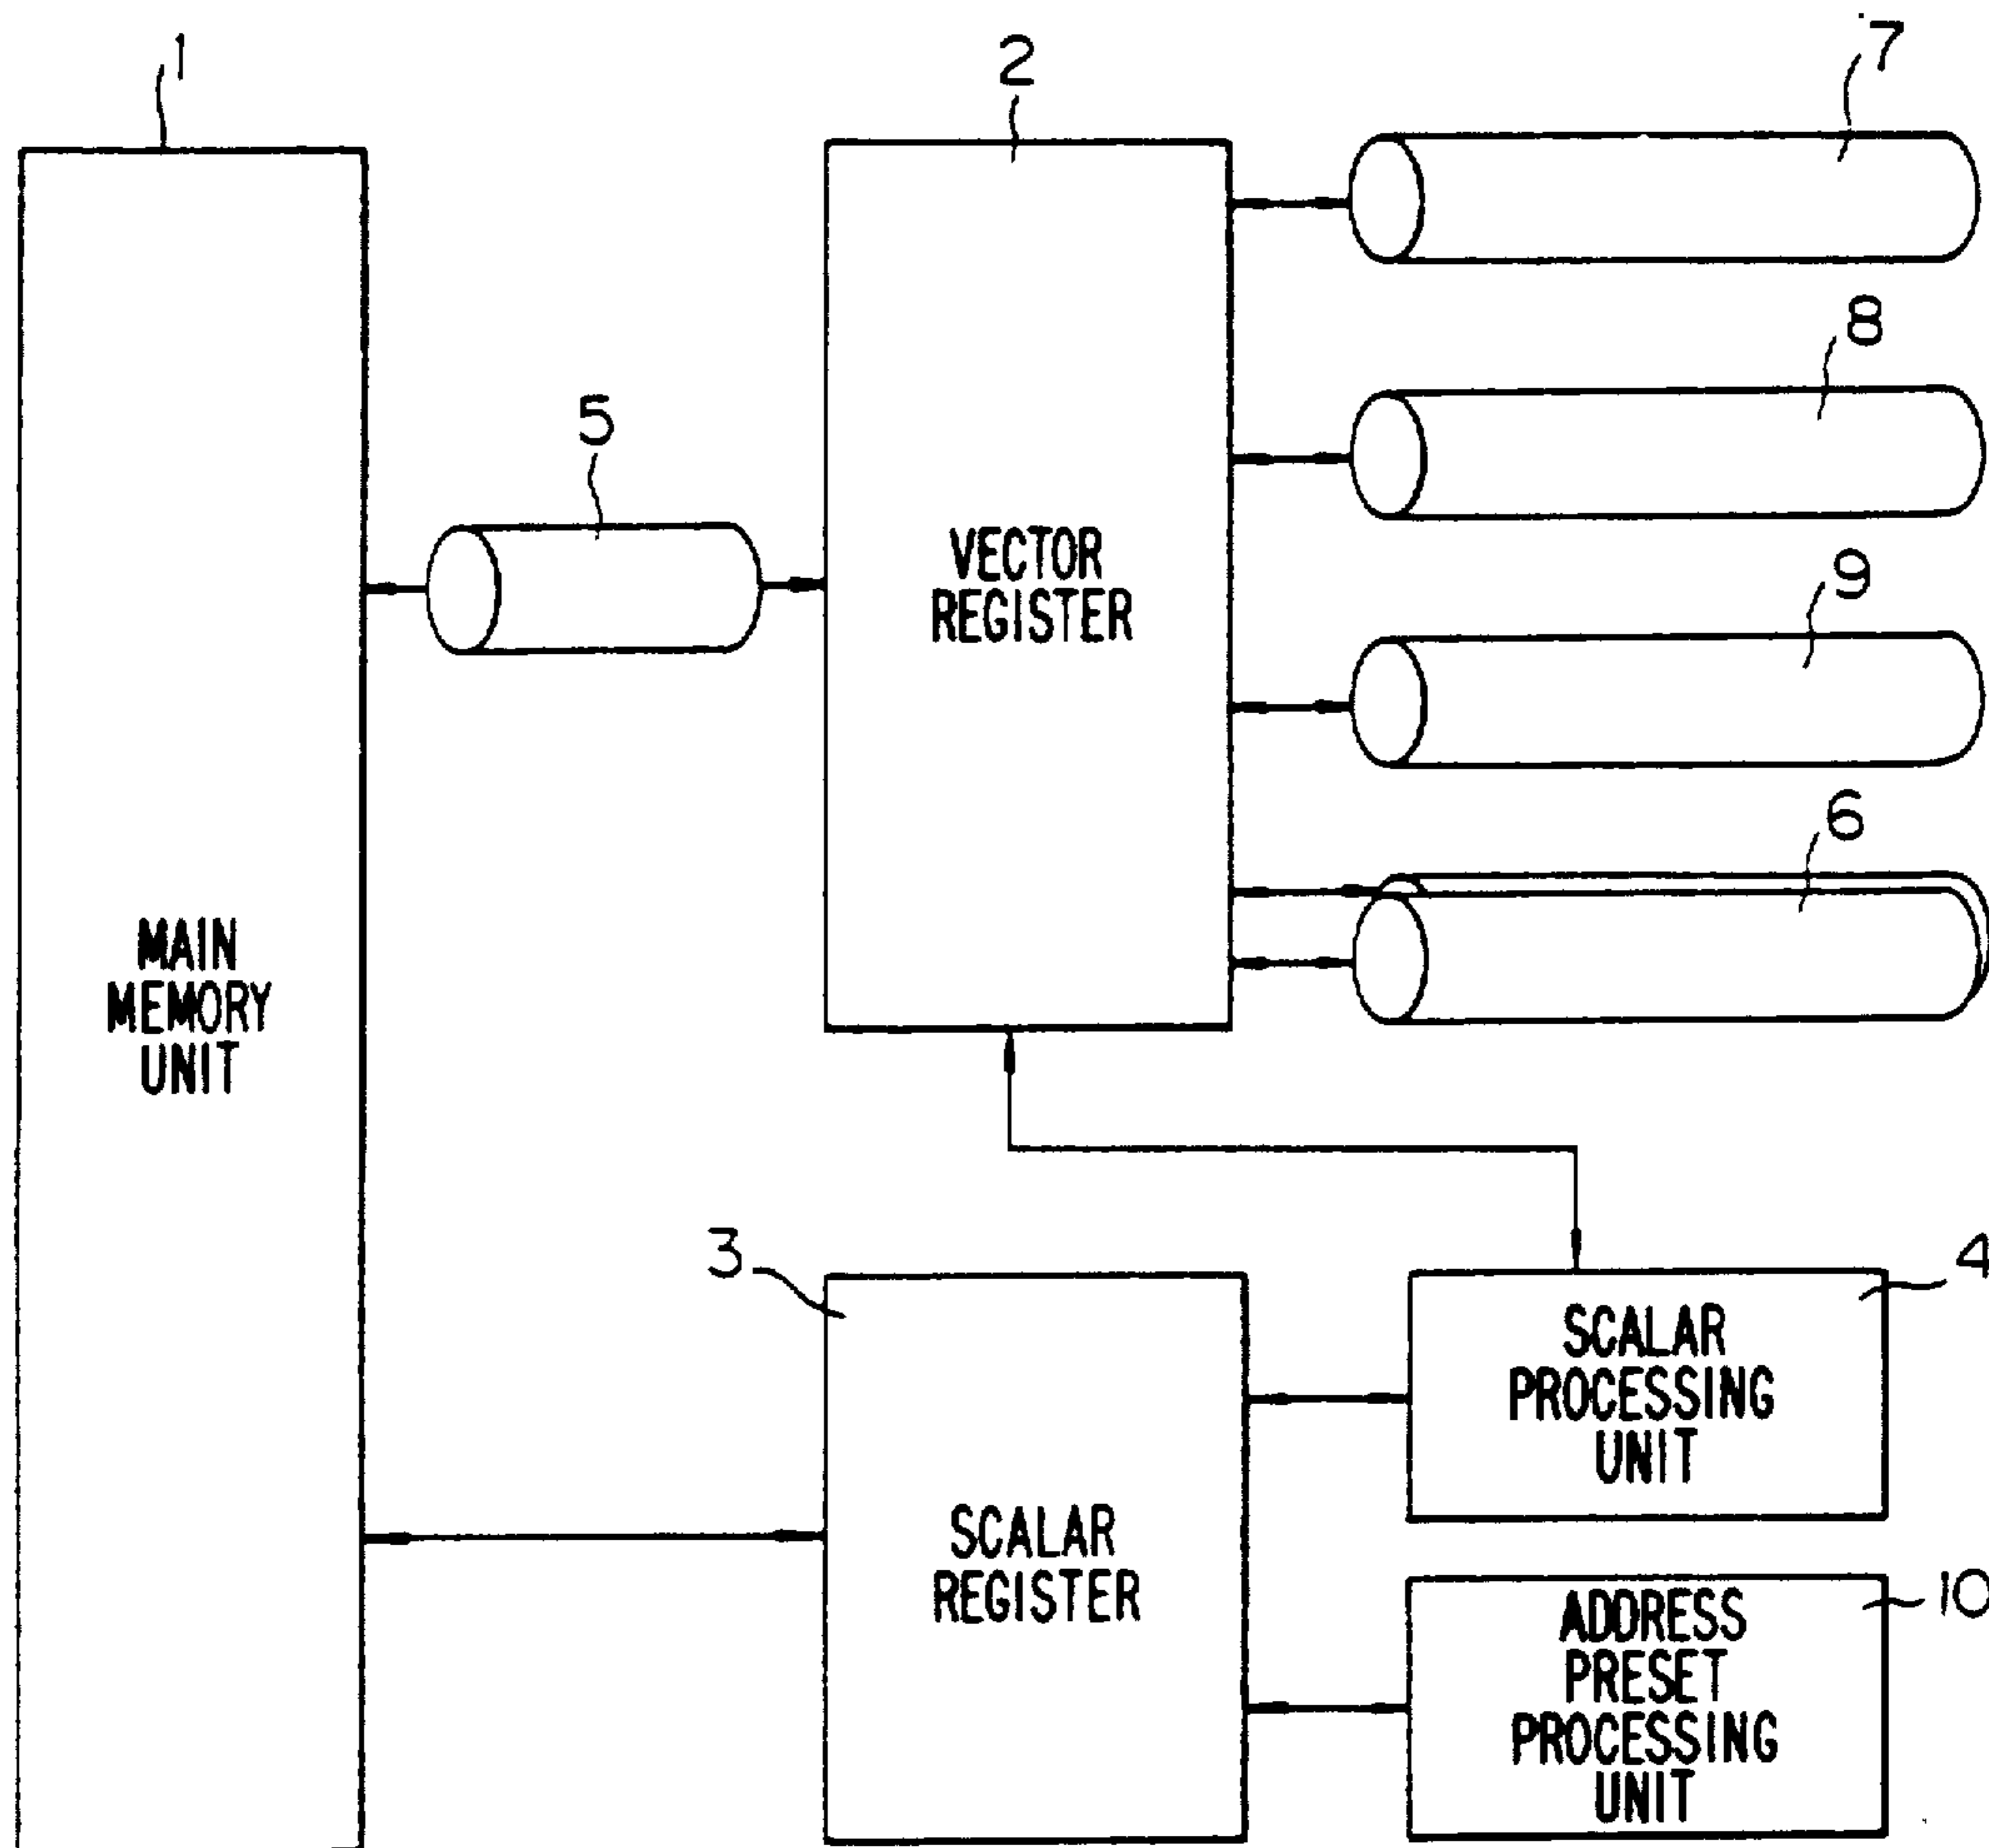 1
2
7
8
5
VECTOR
REGISTER
9
6
MAIN
MEMORY
UNIT
3
4
SCALAR
PROCESSING
UNIT
SCALAR
REGISTER
10
ADDRESS
PRESET
PROCESSING
UNIT